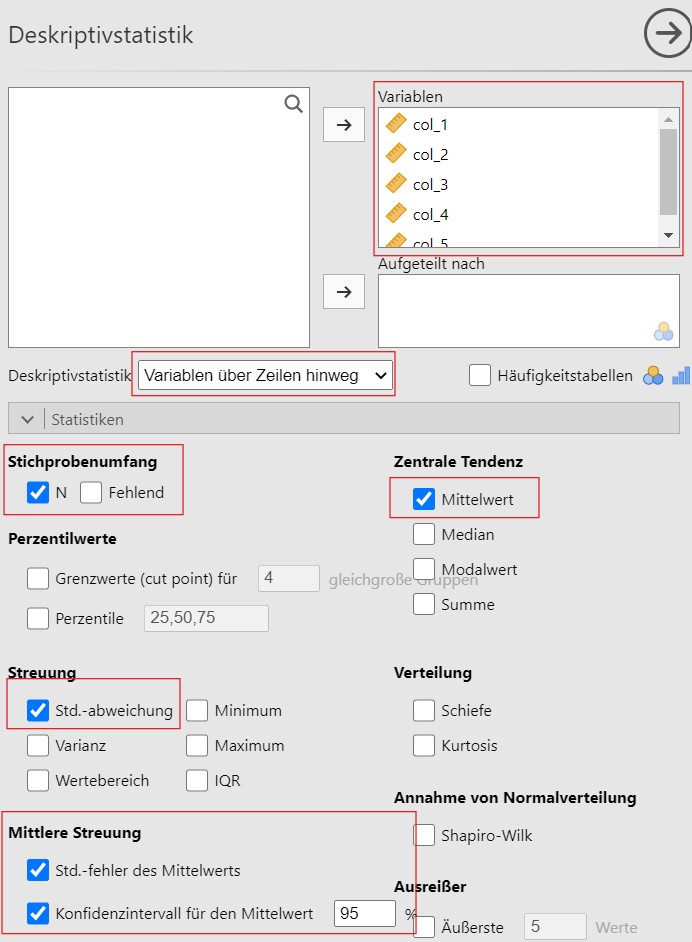 Deskriptivstatistik
Variablen
col_1
col_2
col_3
col_4
col_5
Aufgeteilt nach
Deskriptivstatistik Variablen über Zeilen hinweg Häufigkeitstabellen
Statistiken
Stichprobenumfang
N Fehlend
Perzentilwerte
Grenzwerte (cut point) für 4 gleichgroße Gruppen
Perzentile 25,50,75
Zentrale Tendenz
Mittelwert
Median
Modalwert
Summe
Streuung
Std.-abweichung Minimum
Varianz Maximum
Wertebereich IQR
Verteilung
Schiefe
Kurtosis
Mittlere Streuung
Std.-fehler des Mittelwerts
Konfidenzintervall für den Mittelwert 95 %
Annahme von Normalverteilung
Shapiro-Wilk
Ausreißer
Äußerste 5 Werte